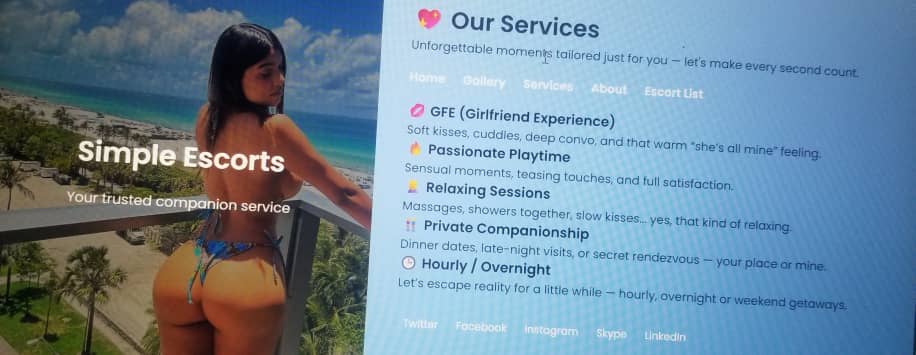 Simple Escorts
Your trusted companion service
💖 Our Services
Unforgettable moments tailored just for you — let's make every second count.
Home Gallery Services About Escort List
💋 GFE (Girlfriend Experience)
Soft kisses, cuddles, deep convo, and that warm "she's all mine" feeling.
🔥 Passionate Playtime
Sensual moments, teasing touches, and full satisfaction.
Relaxing Sessions
Massages, showers together, slow kisses... yes, that kind of relaxing.
Private Companionship
Dinner dates, late-night visits, or secret rendezvous — your place or mine.
🕒 Hourly / Overnight
Let's escape reality for a little while — hourly, overnight or weekend getaways.
Twitter Facebook Instagram Skype LinkedIn